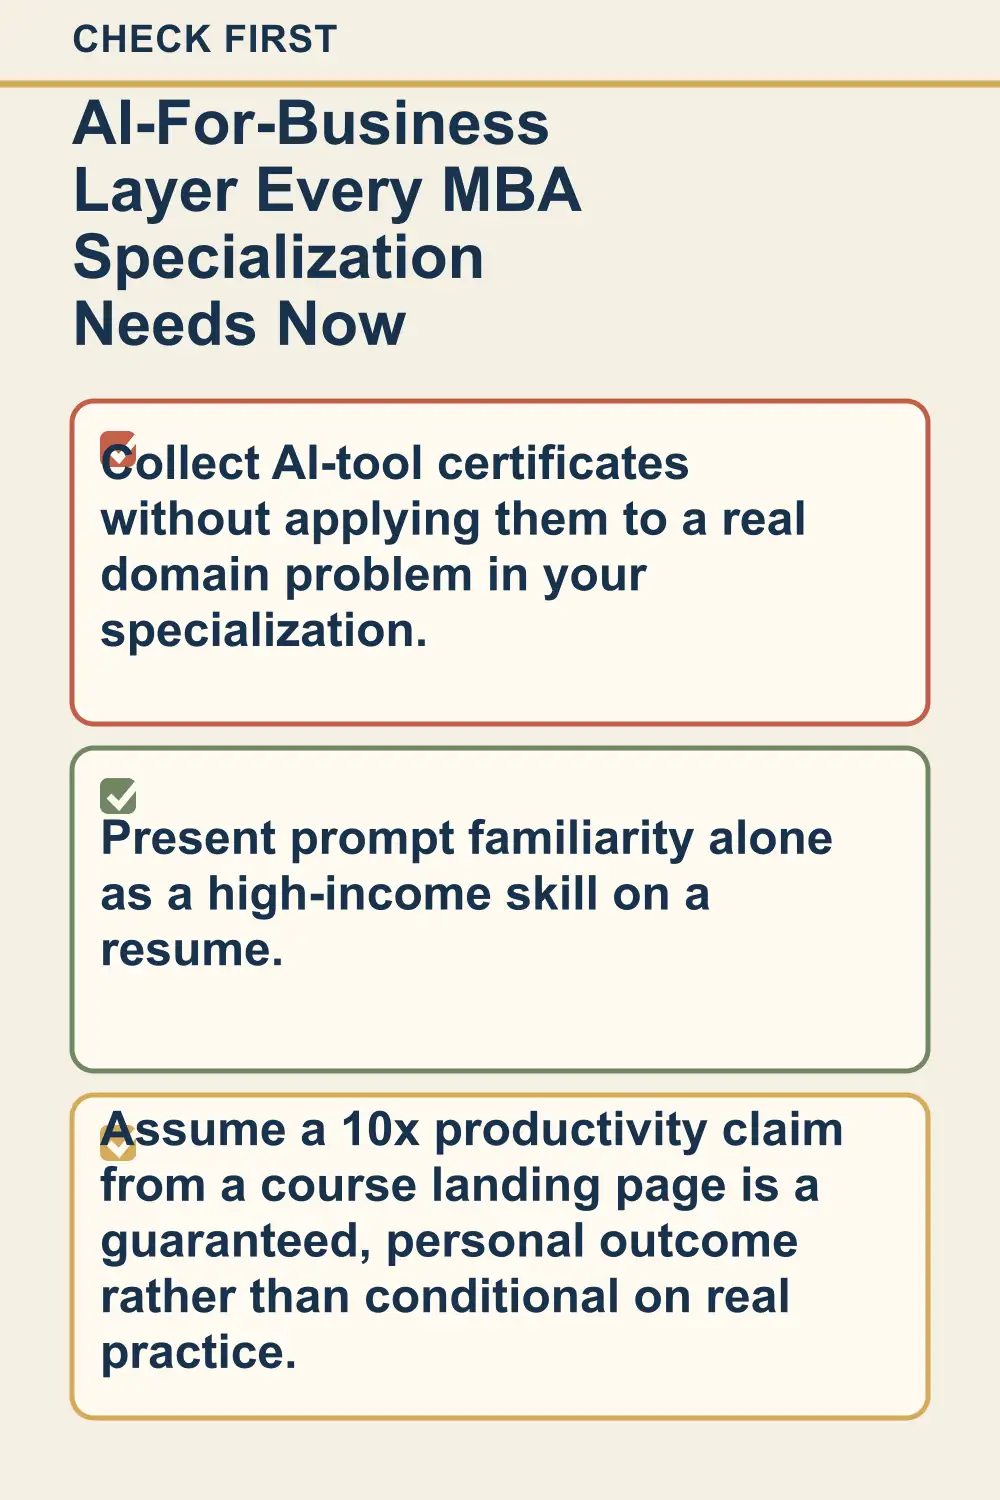 CHECK FIRST
AI-For-Business
Layer Every MBA
Specialization
Needs Now
Collect AI-tool certificates
without applying them to a real
domain problem in your
specialization.
Present prompt familiarity alone
as a high-income skill on a
resume.
Assume a 10x productivity claim
from a course landing page is a
guaranteed, personal outcome
rather than conditional on real
practice.